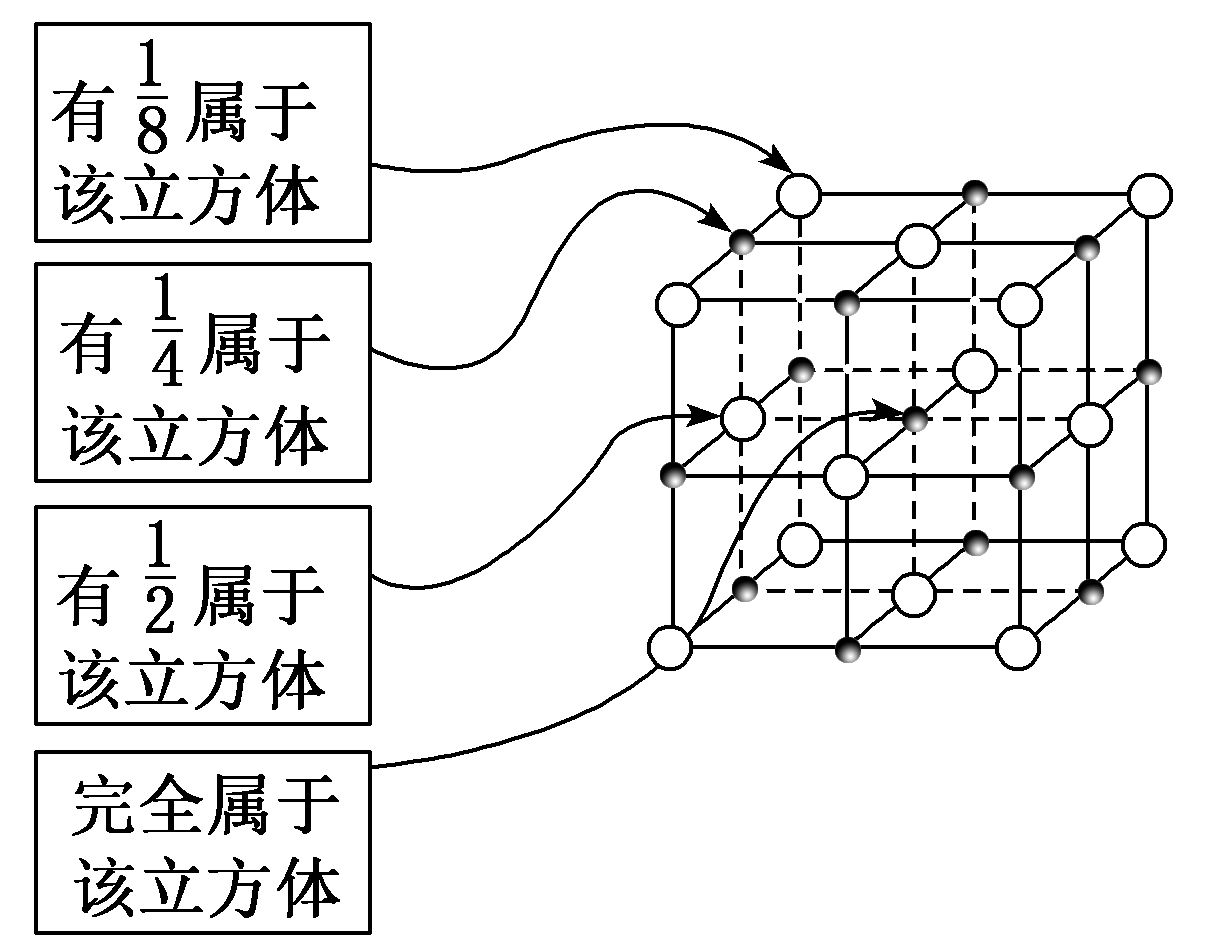 有 1/8 属于
该立方体
有 1/4 属于
该立方体
有 1/2 属于
该立方体
完全属于
该立方体